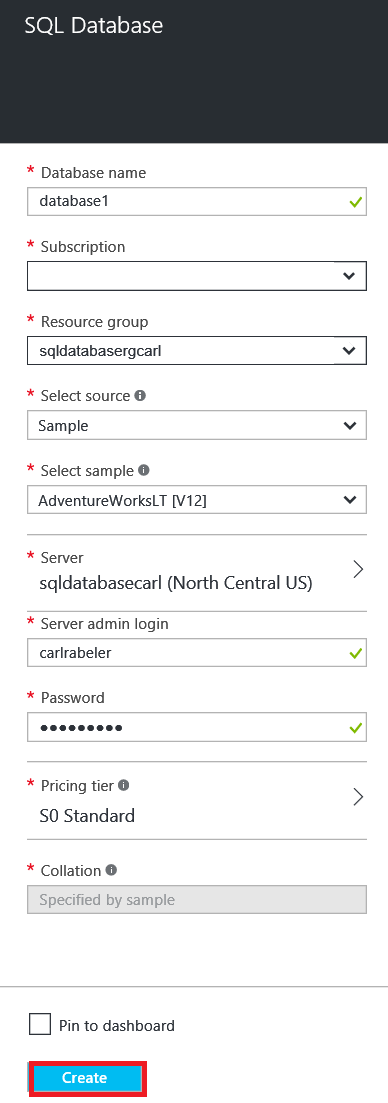 SQL Database
* Database name
database1
* Subscription
* Resource group
sqldatabasergcarl
* Select source
Sample
* Select sample
AdventureWorksLT [V12]
* Server
sqldatabasecarl (North Central US)
* Server admin login
carlrabeler
* Password
●●●●●●●●●
* Pricing tier
S0 Standard
* Collation
Specified by sample
Pin to dashboard
Create